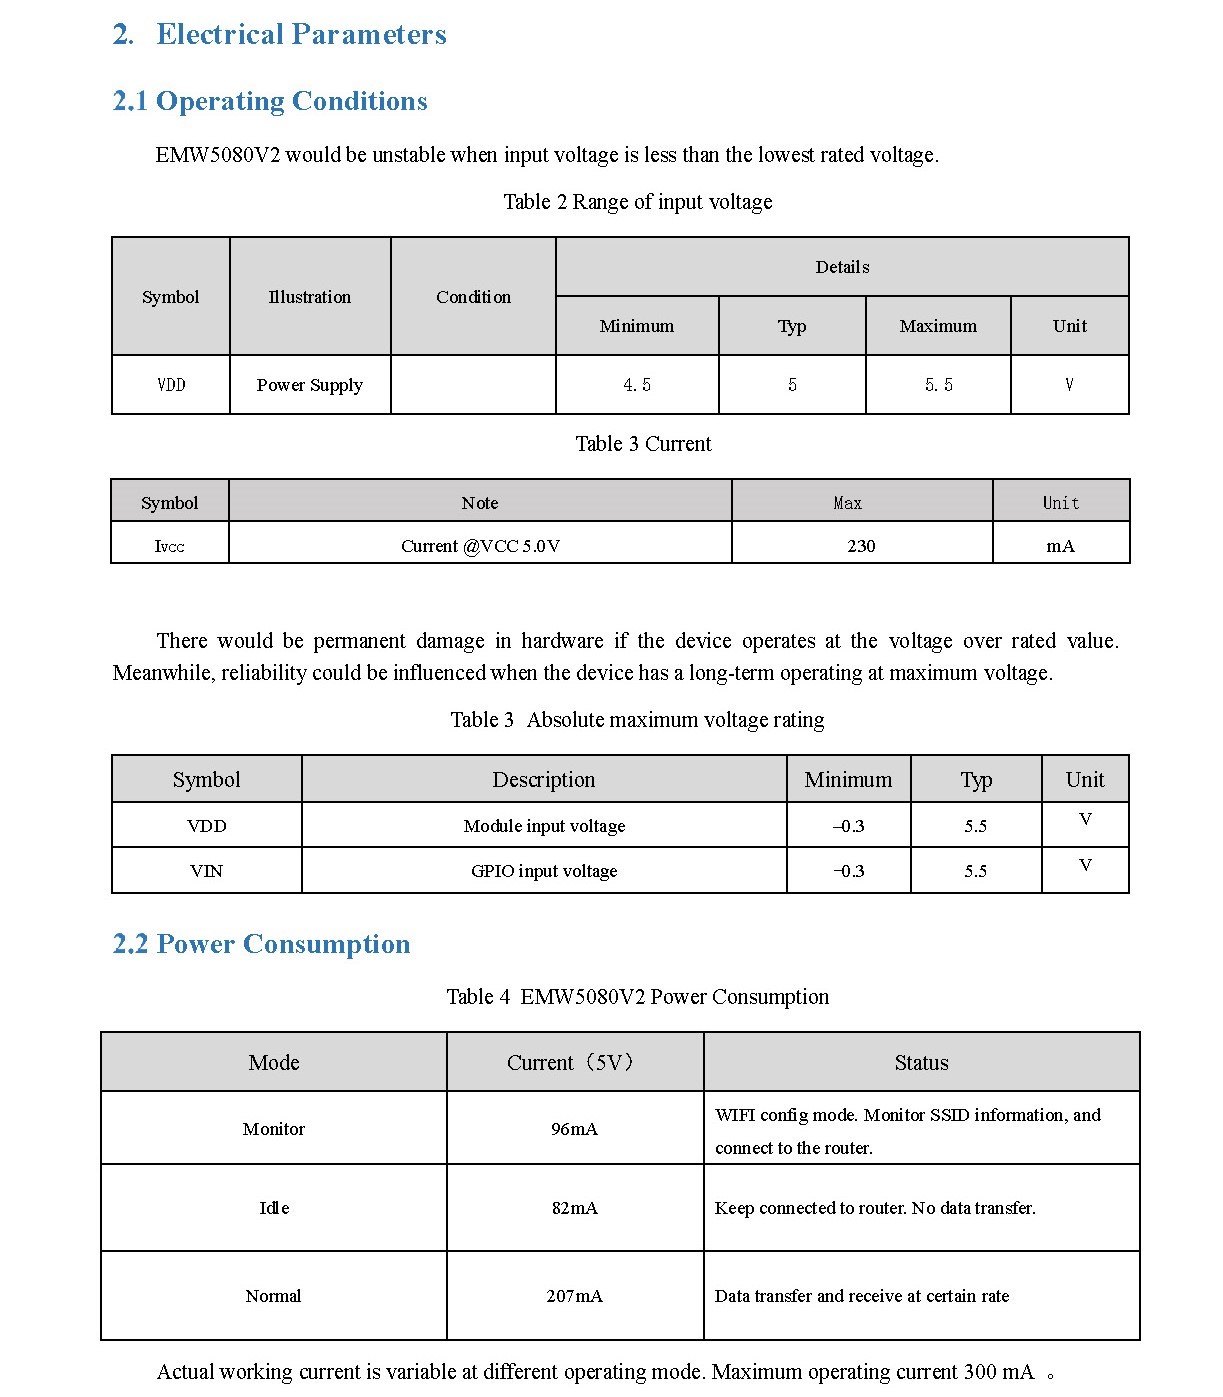 2. Electrical Parameters
2.1 Operating Conditions
EMW5080V2 would be unstable when input voltage is less than the lowest rated voltage.
Table 2 Range of input voltage
Symbol Illustration Condition Details
Minimum Typ Maximum Unit
VDD Power Supply 4.5 5 5.5 V
Table 3 Current
Symbol Note Max Unit
IVCC Current @VCC 5.0V 230 mA
There would be permanent damage in hardware if the device operates at the voltage over rated value.
Meanwhile, reliability could be influenced when the device has a long-term operating at maximum voltage.
Table 3 Absolute maximum voltage rating
Symbol Description Minimum Typ Unit
VDD Module input voltage –0.3 5.5 V
VIN GPIO input voltage −0.3 5.5 V
2.2 Power Consumption
Table 4 EMW5080V2 Power Consumption
Mode Current（5V） Status
Monitor 96mA WIFI config mode. Monitor SSID information, and
connect to the router.
Idle 82mA Keep connected to router. No data transfer.
Normal 207mA Data transfer and receive at certain rate
Actual working current is variable at different operating mode. Maximum operating current 300 mA 。